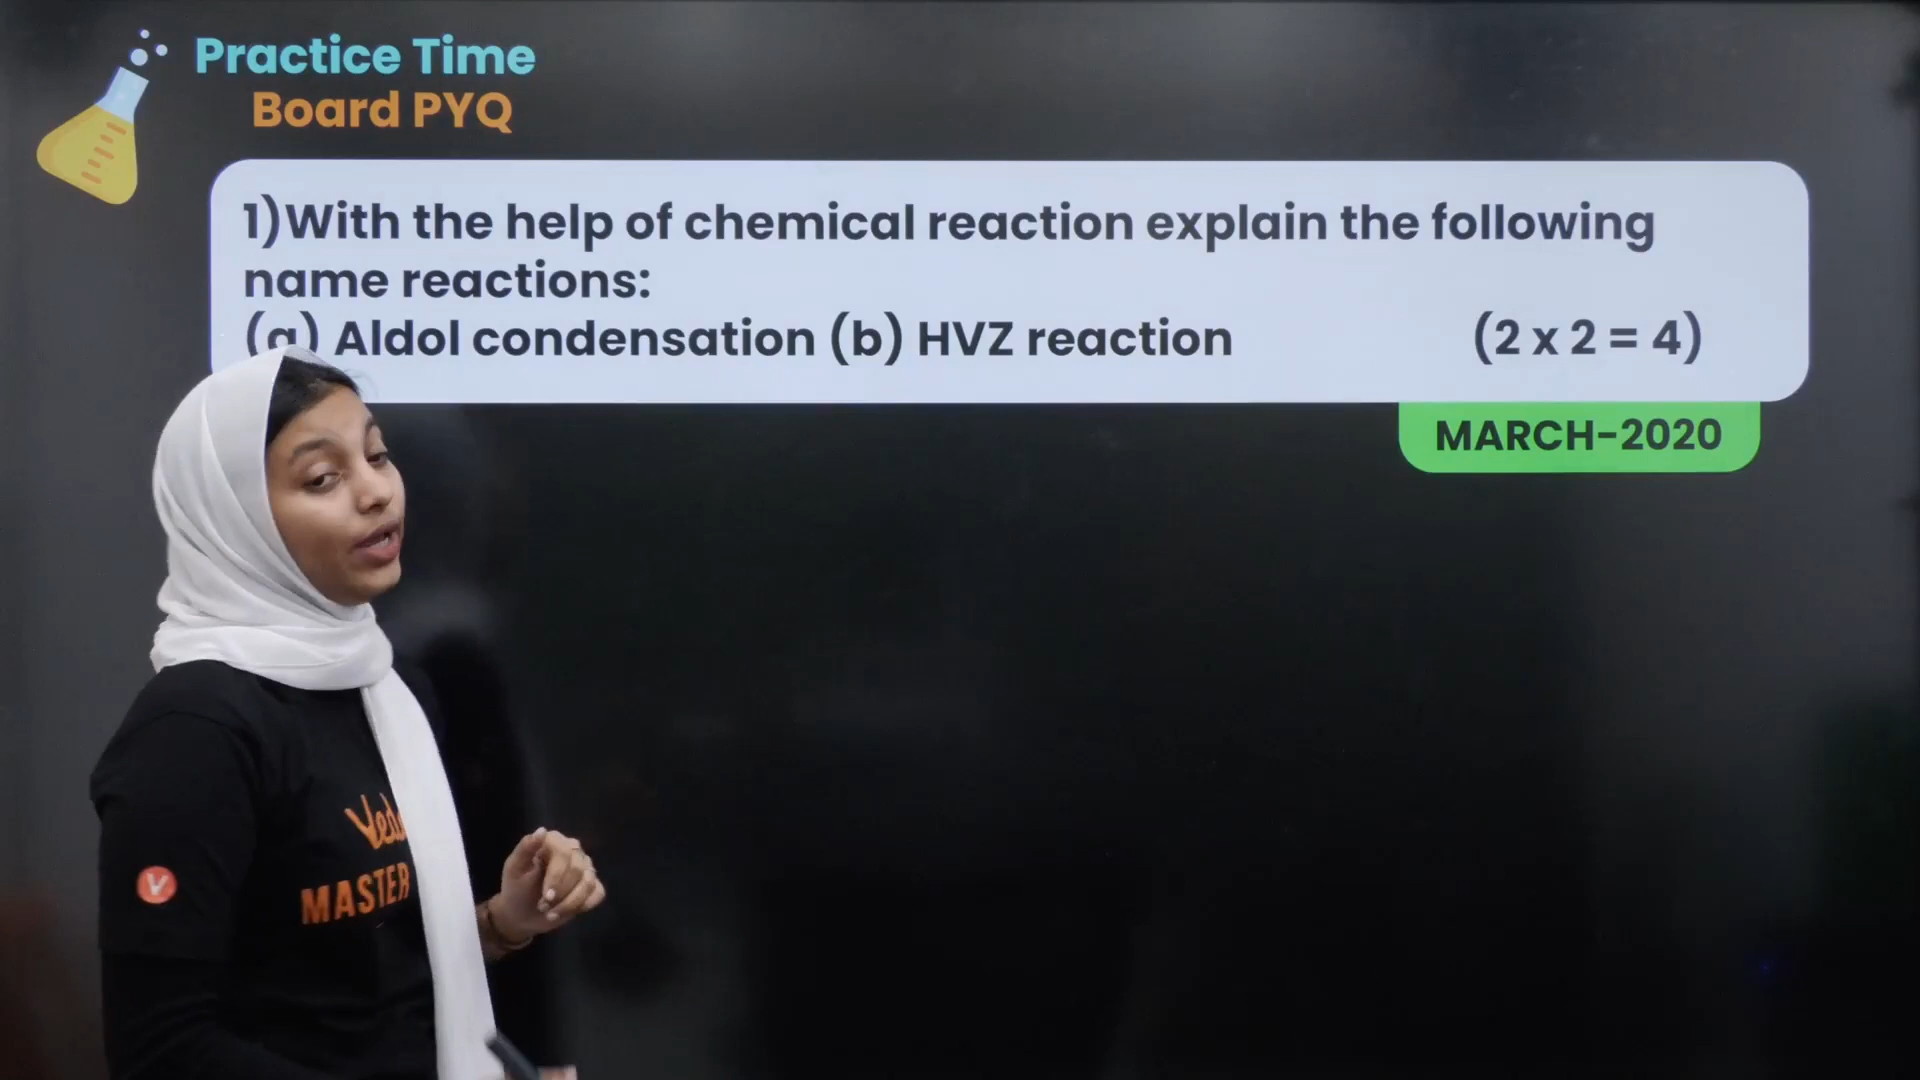 Practice Time
Board PYQ
1)With the help of chemical reaction explain the following
name reactions:
(a) Aldol condensation (b) HVZ reaction (2 x 2 = 4)
MARCH-2020
MASTER
V